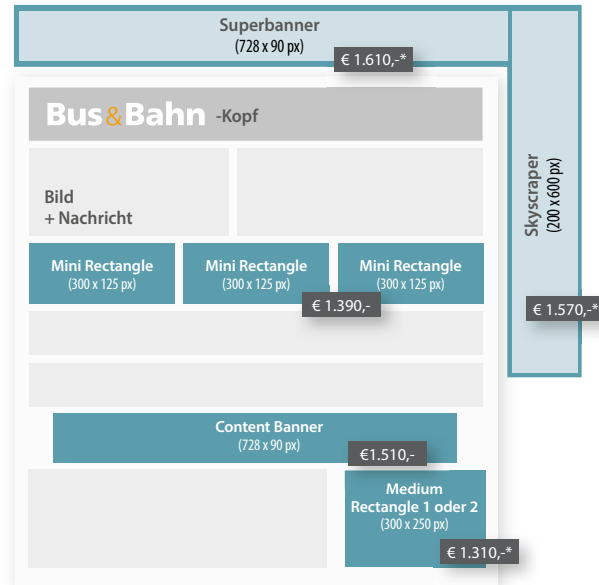 Superbanner
(728 x 90 px)
€ 1.610,-*
Bus&Bahn -Kopf
Skyscraper
(200 x 600 px)
€ 1.570,-*
Bild
+ Nachricht
Mini Rectangle
(300 x 125 px)
Mini Rectangle
(300 x 125 px)
Mini Rectangle
(300 x 125 px)
€ 1.390,-
Content Banner
(728 x 90 px)
€1.510,-
Medium
Rectangle 1 oder 2
(300 x 250 px)
€ 1.310,-*